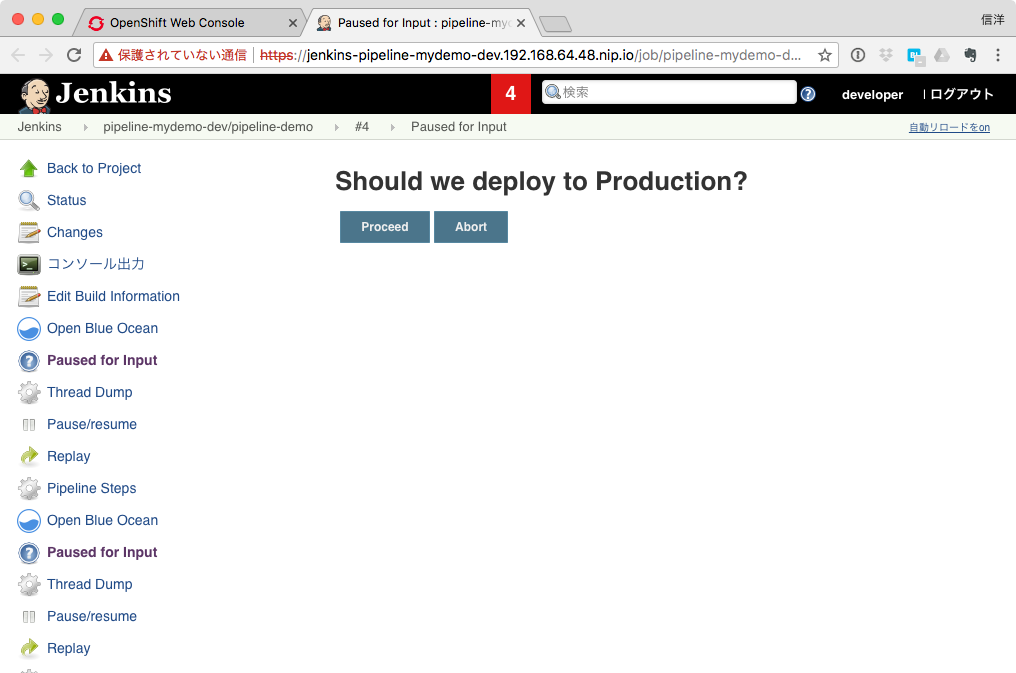 OpenShift Web Console
Paused for Input : pipeline-my
信洋
保護されていない通信 https://jenkins-pipeline-mydemo-dev.192.168.64.48.nip.io/job/pipeline-mydemo-d...
Jenkins 4 検索 developer | ログアウト
Jenkins pipeline-mydemo-dev/pipeline-demo #4 Paused for Input 自動リロードをon
Should we deploy to Production?
Proceed Abort
Back to Project
Status
Changes
コンソール出力
Edit Build Information
Open Blue Ocean
Paused for Input
Thread Dump
Pause/resume
Replay
Pipeline Steps
Open Blue Ocean
Paused for Input
Thread Dump
Pause/resume
Replay